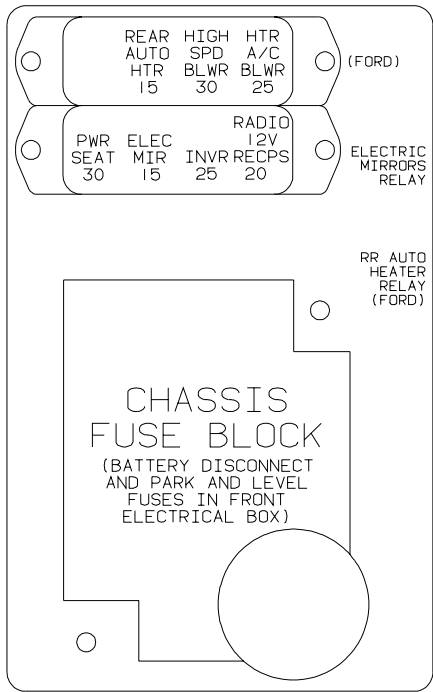 REAR HIGH HTR
AUTO SPD A/C
HTR BLWR BLWR
15 30 25
(FORD)
RADIO
PWR ELEC 12V
SEAT MIR INVR RECPS
30 15 25 20
ELECTRIC
MIRRORS
RELAY
RR AUTO
HEATER
RELAY
(FORD)
CHASSIS
FUSE BLOCK
(BATTERY DISCONNECT
AND PARK AND LEVEL
FUSES IN FRONT
ELECTRICAL BOX)